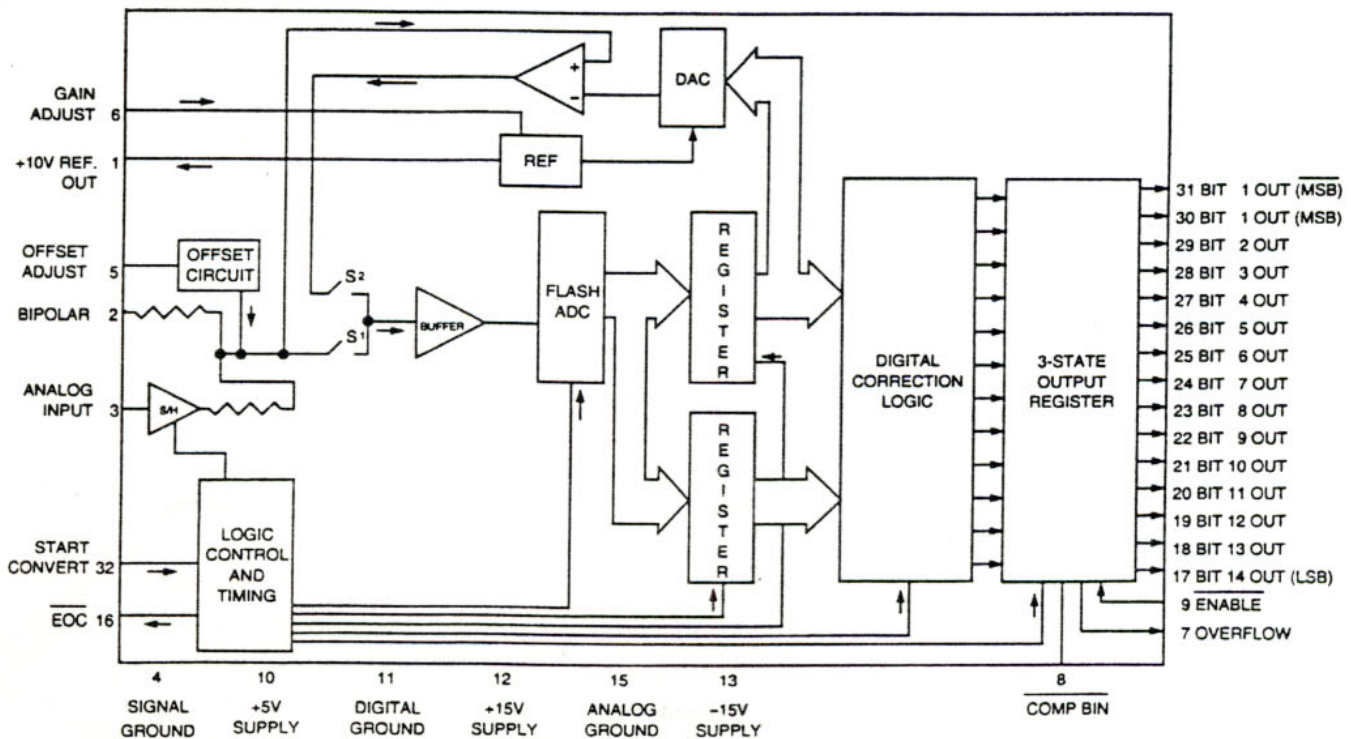 GAIN
ADJUST 6
+10V REF. 1
OUT
OFFSET
ADJUST 5
BIPOLAR 2
ANALOG
INPUT 3
START
CONVERT 32
EOC 16
+
−
DAC
REF
OFFSET
CIRCUIT
S2
S1
BUFFER
S/H
FLASH
ADC
REGISTER
REGISTER
LOGIC
CONTROL
AND
TIMING
DIGITAL
CORRECTION
LOGIC
3-STATE
OUTPUT
REGISTER
31 BIT 1 OUT (MSB)
30 BIT 1 OUT (MSB)
29 BIT 2 OUT
28 BIT 3 OUT
27 BIT 4 OUT
26 BIT 5 OUT
25 BIT 6 OUT
24 BIT 7 OUT
23 BIT 8 OUT
22 BIT 9 OUT
21 BIT 10 OUT
20 BIT 11 OUT
19 BIT 12 OUT
18 BIT 13 OUT
17 BIT 14 OUT (LSB)
9 ENABLE
7 OVERFLOW
4
SIGNAL
GROUND
10
+5V
SUPPLY
11
DIGITAL
GROUND
12
+15V
SUPPLY
15
ANALOG
GROUND
13
−15V
SUPPLY
8
COMP BIN